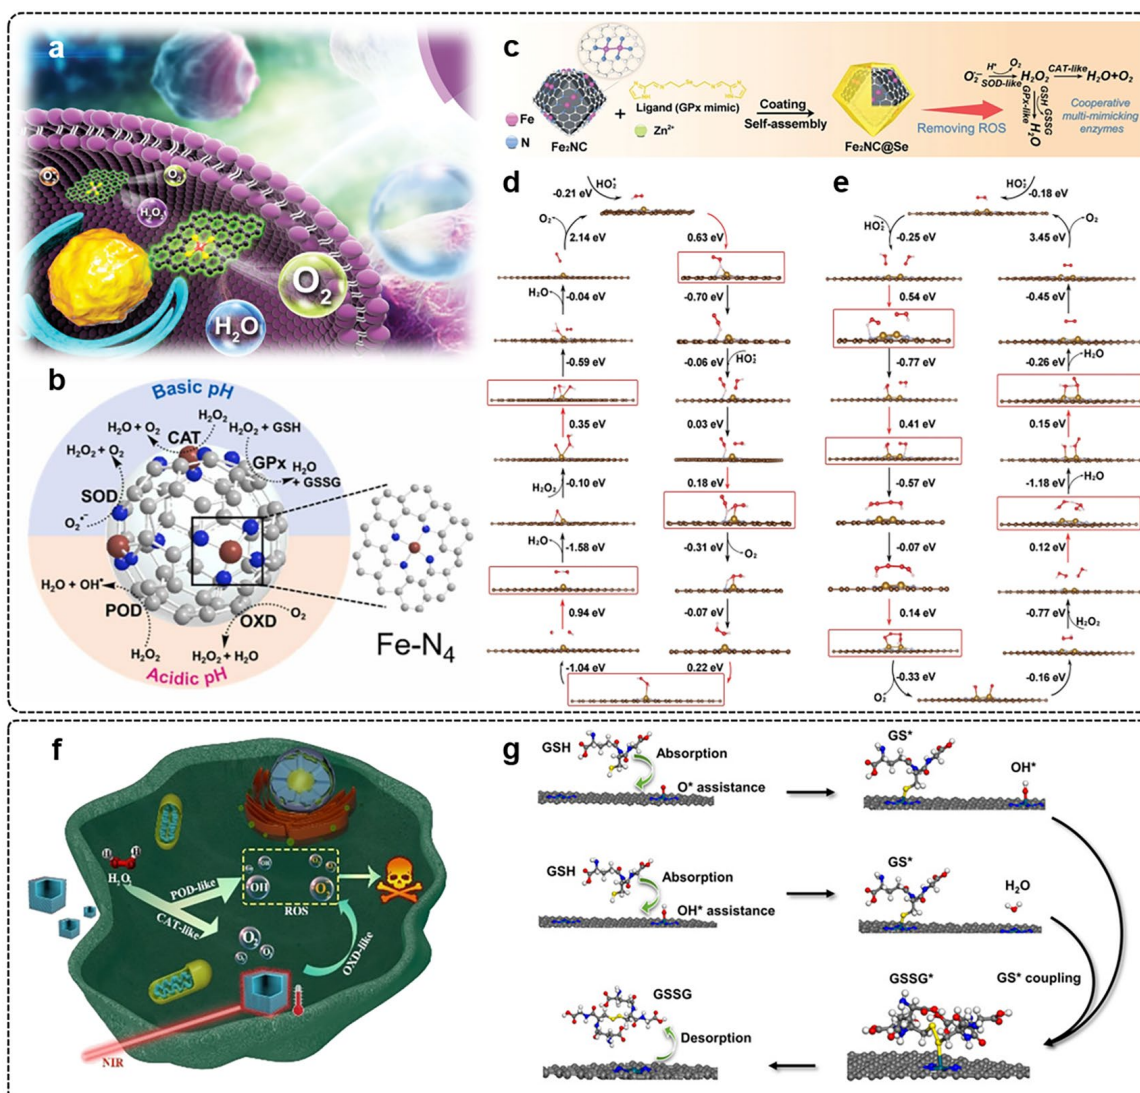 a
O₂
O₂
H₂O₂
O₂
H₂O
b
Basic pH
H₂O₂
H₂O + O₂
H₂O₂ + GSH
CAT
H₂O₂ + O₂
GPx
H₂O
+ GSSG
SOD
O₂•⁻
H₂O + OH•
POD
OXD
O₂
H₂O₂
H₂O₂ + H₂O
Acidic pH
Fe-N₄
c
Fe
N
Fe₂NC
+
Ligand (GPx mimic)
Zn²⁺
Coating
Self-assembly
Fe₂NC@Se
Removing ROS
O₂•⁻
H⁺
O₂
SOD-like
H₂O₂
CAT-like
H₂O+O₂
GPx-like
GSH
GSSG
H₂O
Cooperative
multi-mimicking
enzymes
d
-0.21 eV
HO₂•
O₂
2.14 eV
0.63 eV
H₂O
-0.04 eV
-0.70 eV
-0.59 eV
-0.06 eV
HO₂•
0.35 eV
0.03 eV
H₂O₂
-0.10 eV
0.18 eV
H₂O
-1.58 eV
-0.31 eV
O₂
0.94 eV
-0.07 eV
-1.04 eV
0.22 eV
e
HO₂•
-0.18 eV
HO₂•
-0.25 eV
3.45 eV
O₂
0.54 eV
-0.45 eV
-0.77 eV
-0.26 eV
H₂O
0.41 eV
0.15 eV
-0.57 eV
-1.18 eV
H₂O
-0.07 eV
0.12 eV
0.14 eV
-0.77 eV
H₂O₂
O₂
-0.33 eV
-0.16 eV
f
H
H
H₂O₂
POD-like
CAT-like
OH
OH
O₂
ROS
O₂
O₂
OXD-like
NIR
g
GSH
Absorption
O* assistance
GS*
OH*
GSH
Absorption
OH* assistance
GS*
H₂O
GSSG
Desorption
GSSG*
GS* coupling